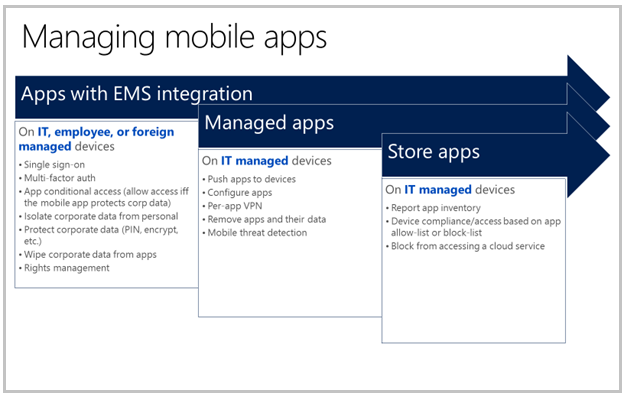 Managing mobile apps
Apps with EMS integration
On IT, employee, or foreign
managed devices
• Single sign-on
• Multi-factor auth
• App conditional access (allow access iff
the mobile app protects corp data)
• Isolate corporate data from personal
• Protect corporate data (PIN, encrypt,
etc.)
• Wipe corporate data from apps
• Rights management
Managed apps
On IT managed devices
• Push apps to devices
• Configure apps
• Per-app VPN
• Remove apps and their data
• Mobile threat detection
Store apps
On IT managed devices
• Report app inventory
• Device compliance/access based on app
allow-list or block-list
• Block from accessing a cloud service